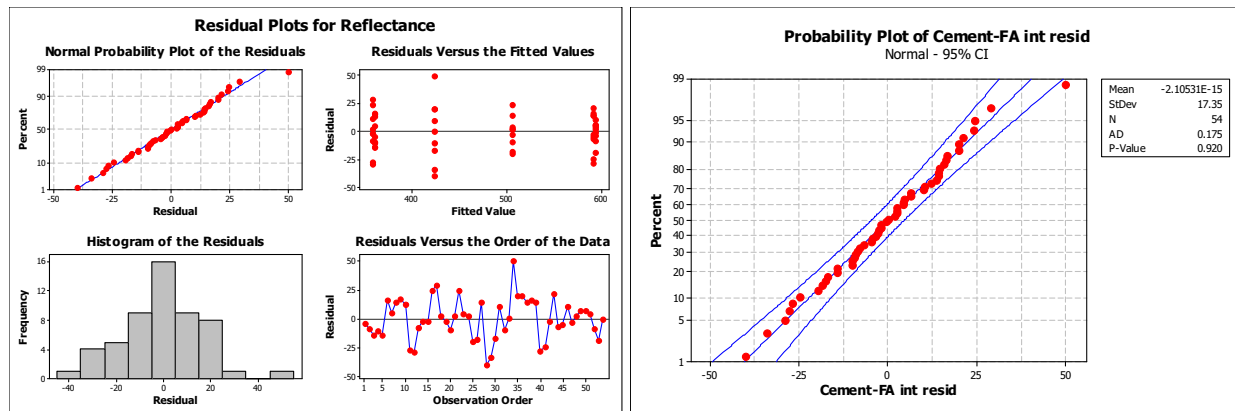 Residual Plots for Reflectance
Normal Probability Plot of the Residuals
99
90
50
10
1
Percent
-50 -25 0 25 50
Residual
Residuals Versus the Fitted Values
50
25
0
-25
-50
Residual
400 500 600
Fitted Value
Histogram of the Residuals
16
12
8
4
0
Frequency
-40 -20 0 20 40
Residual
Residuals Versus the Order of the Data
50
25
0
-25
-50
Residual
1 5 10 15 20 25 30 35 40 45 50
Observation Order
Probability Plot of Cement-FA int resid
Normal - 95% CI
99
95
90
80
70
60
50
40
30
20
10
5
1
Percent
-50 -25 0 25 50
Cement-FA int resid
Mean -2.10531E-15
StDev 17.35
N 54
AD 0.175
P-Value 0.920